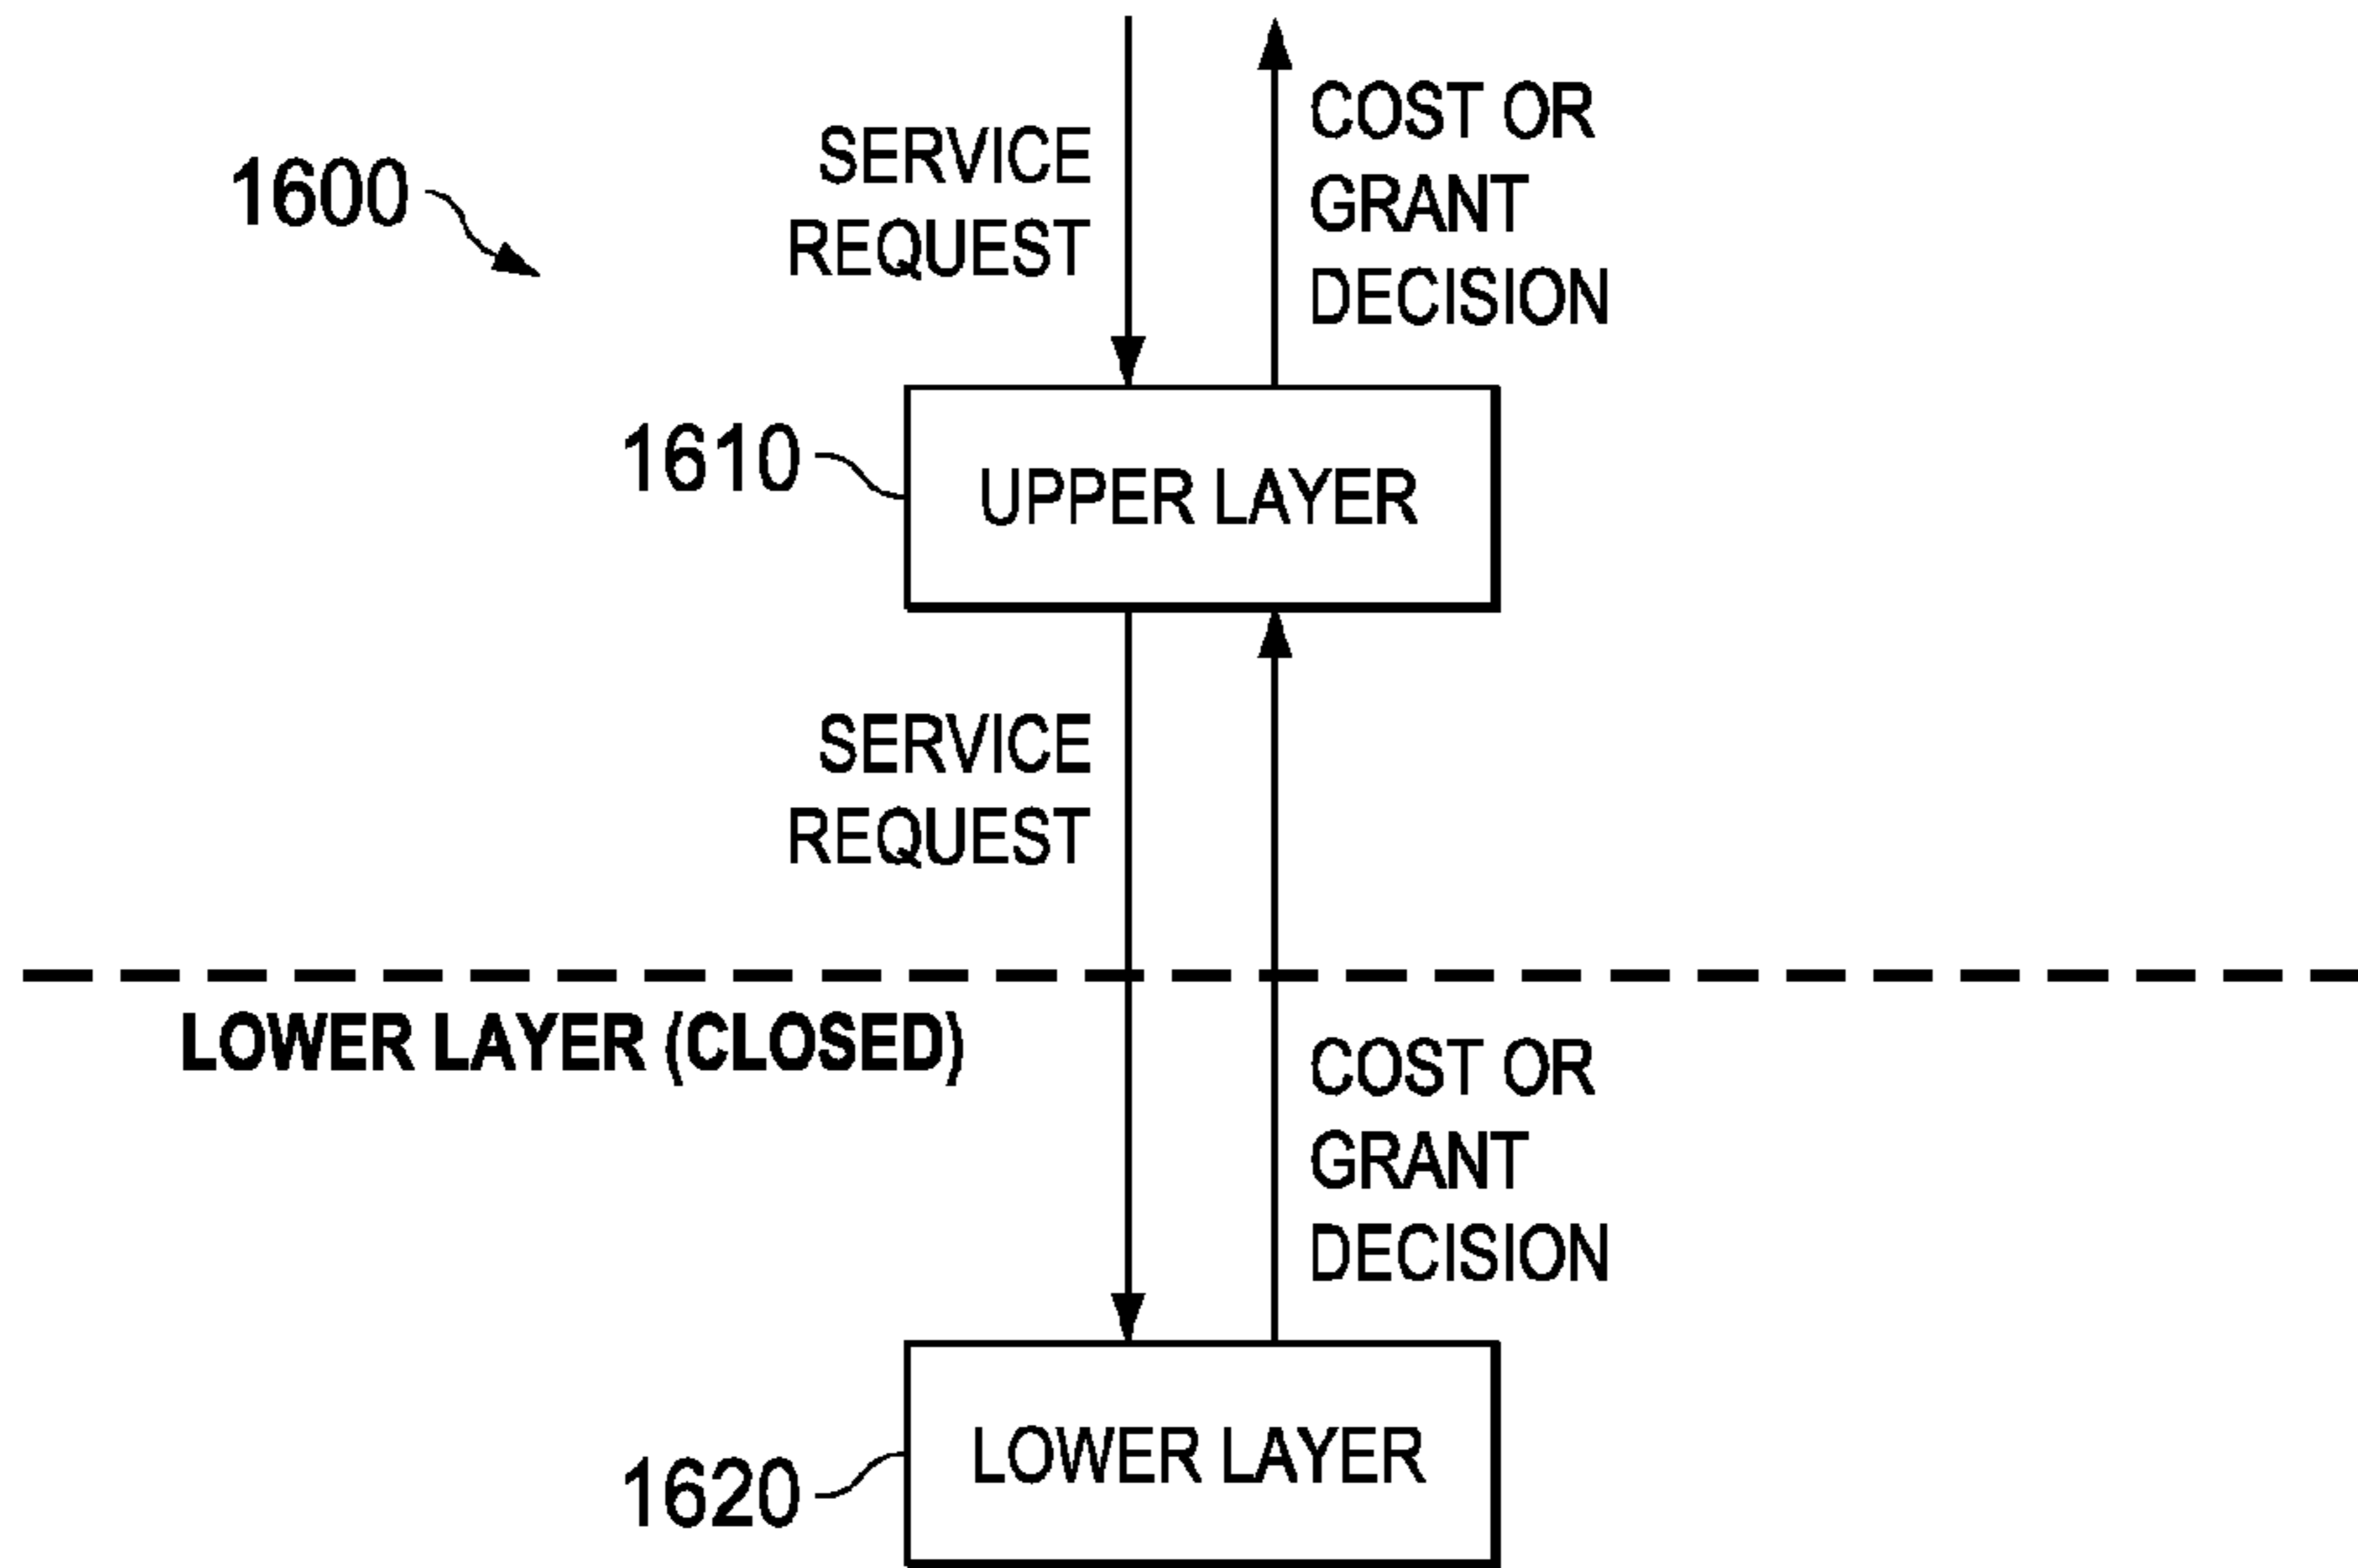 COST OR
SERVICE
GRANT
1600
REQUEST
DECISION
1610
UPPER LAYER
SERVICE
REQUEST
LOWER LAYER (CLOSED)
COST OR
GRANT
DECISION
LOWER LAYER
1620